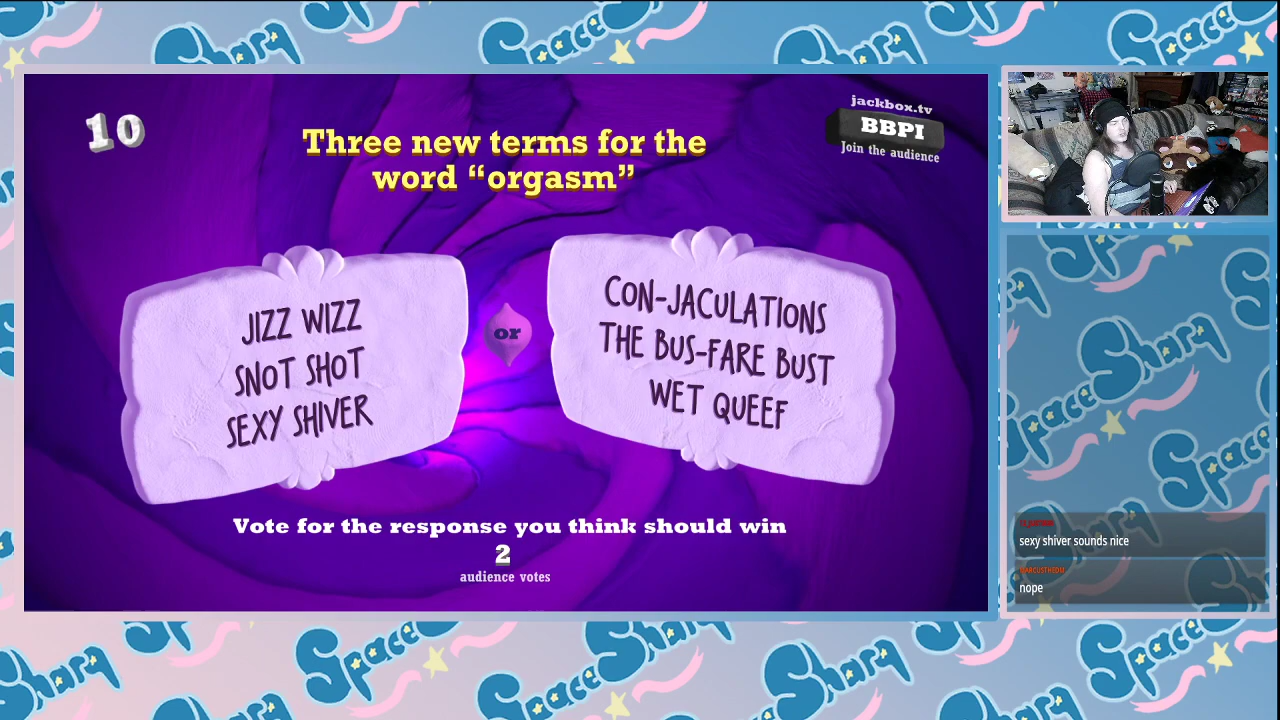 Space Sharq
10
jackbox.tv
BBPI
Join the audience
Three new terms for the
word “orgasm”
JIZZ WIZZ
SNOT SHOT
SEXY SHIVER
or
CON-JACULATIONS
THE BUS-FARE BUST
WET QUEEF
Vote for the response you think should win
2
audience votes
sexy shiver sounds nice
nope